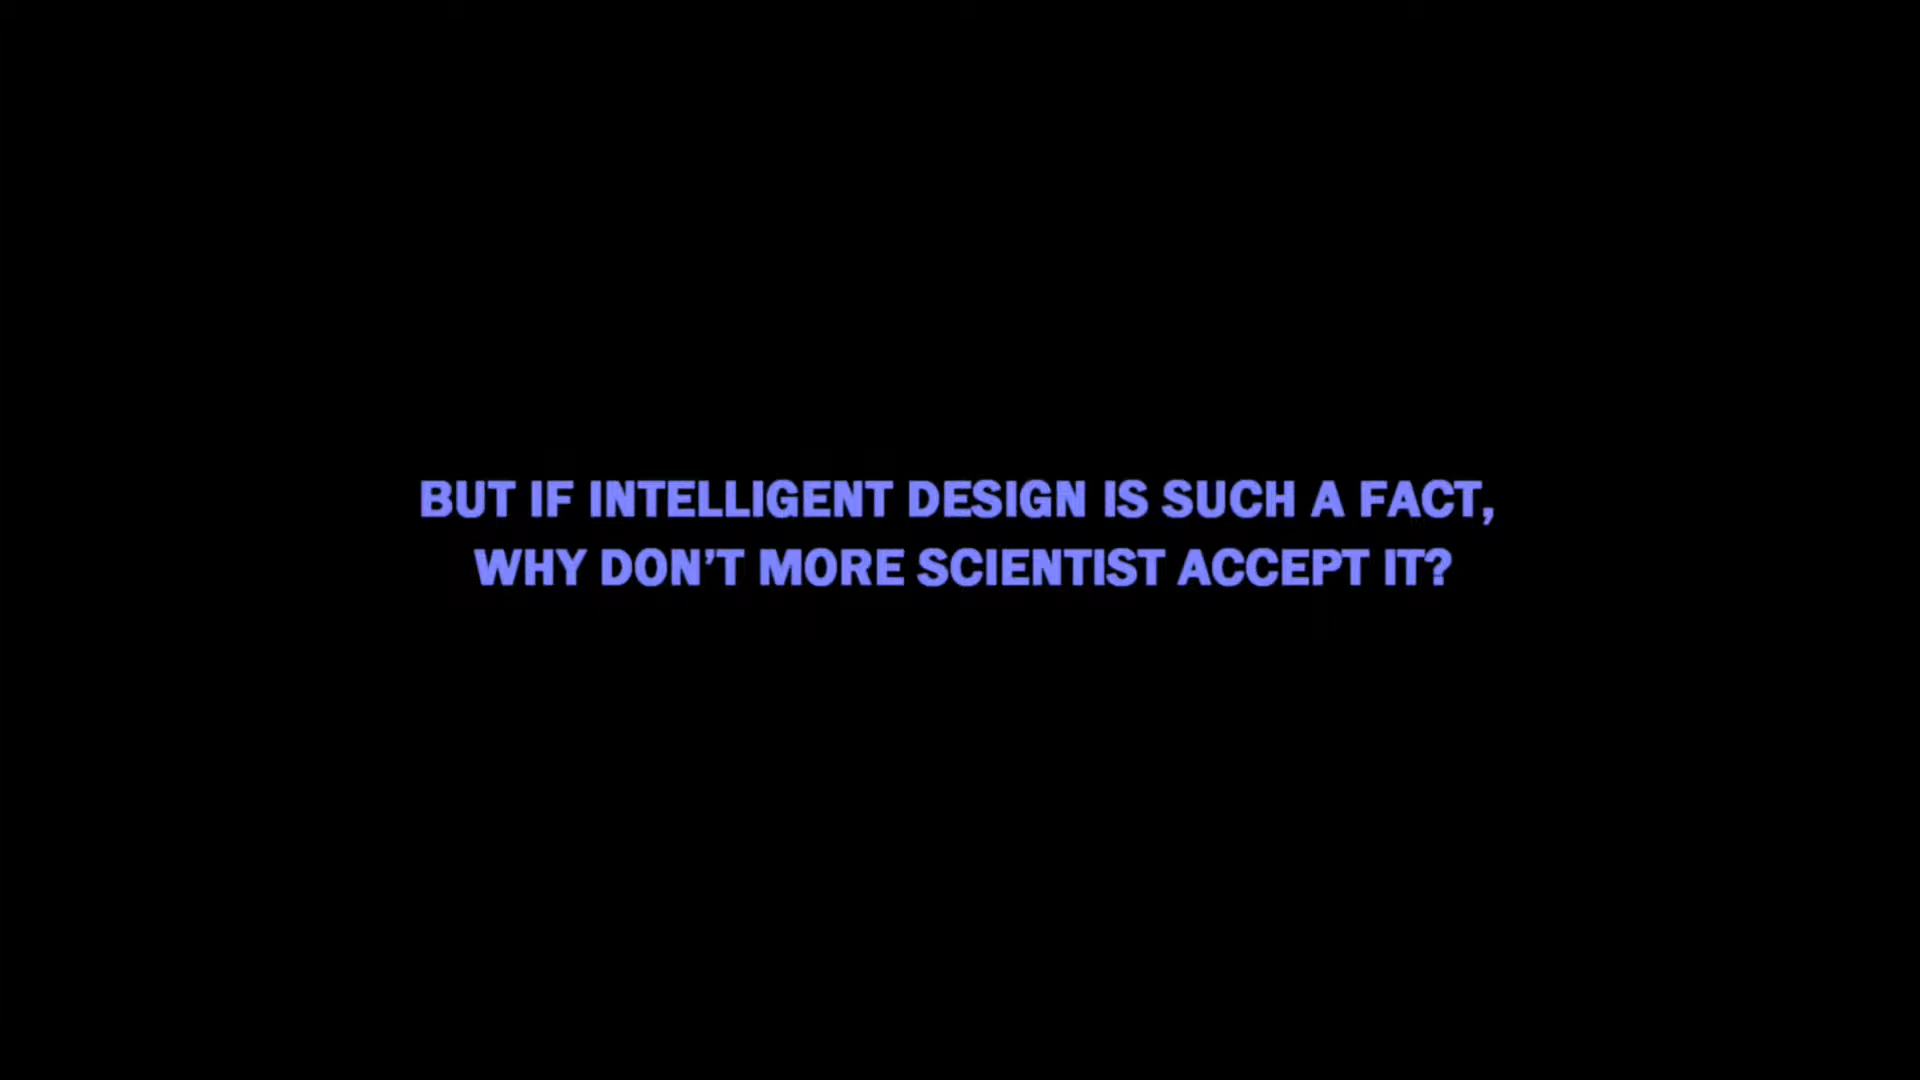 BUT IF INTELLIGENT DESIGN IS SUCH A FACT,
WHY DON’T MORE SCIENTIST ACCEPT IT?